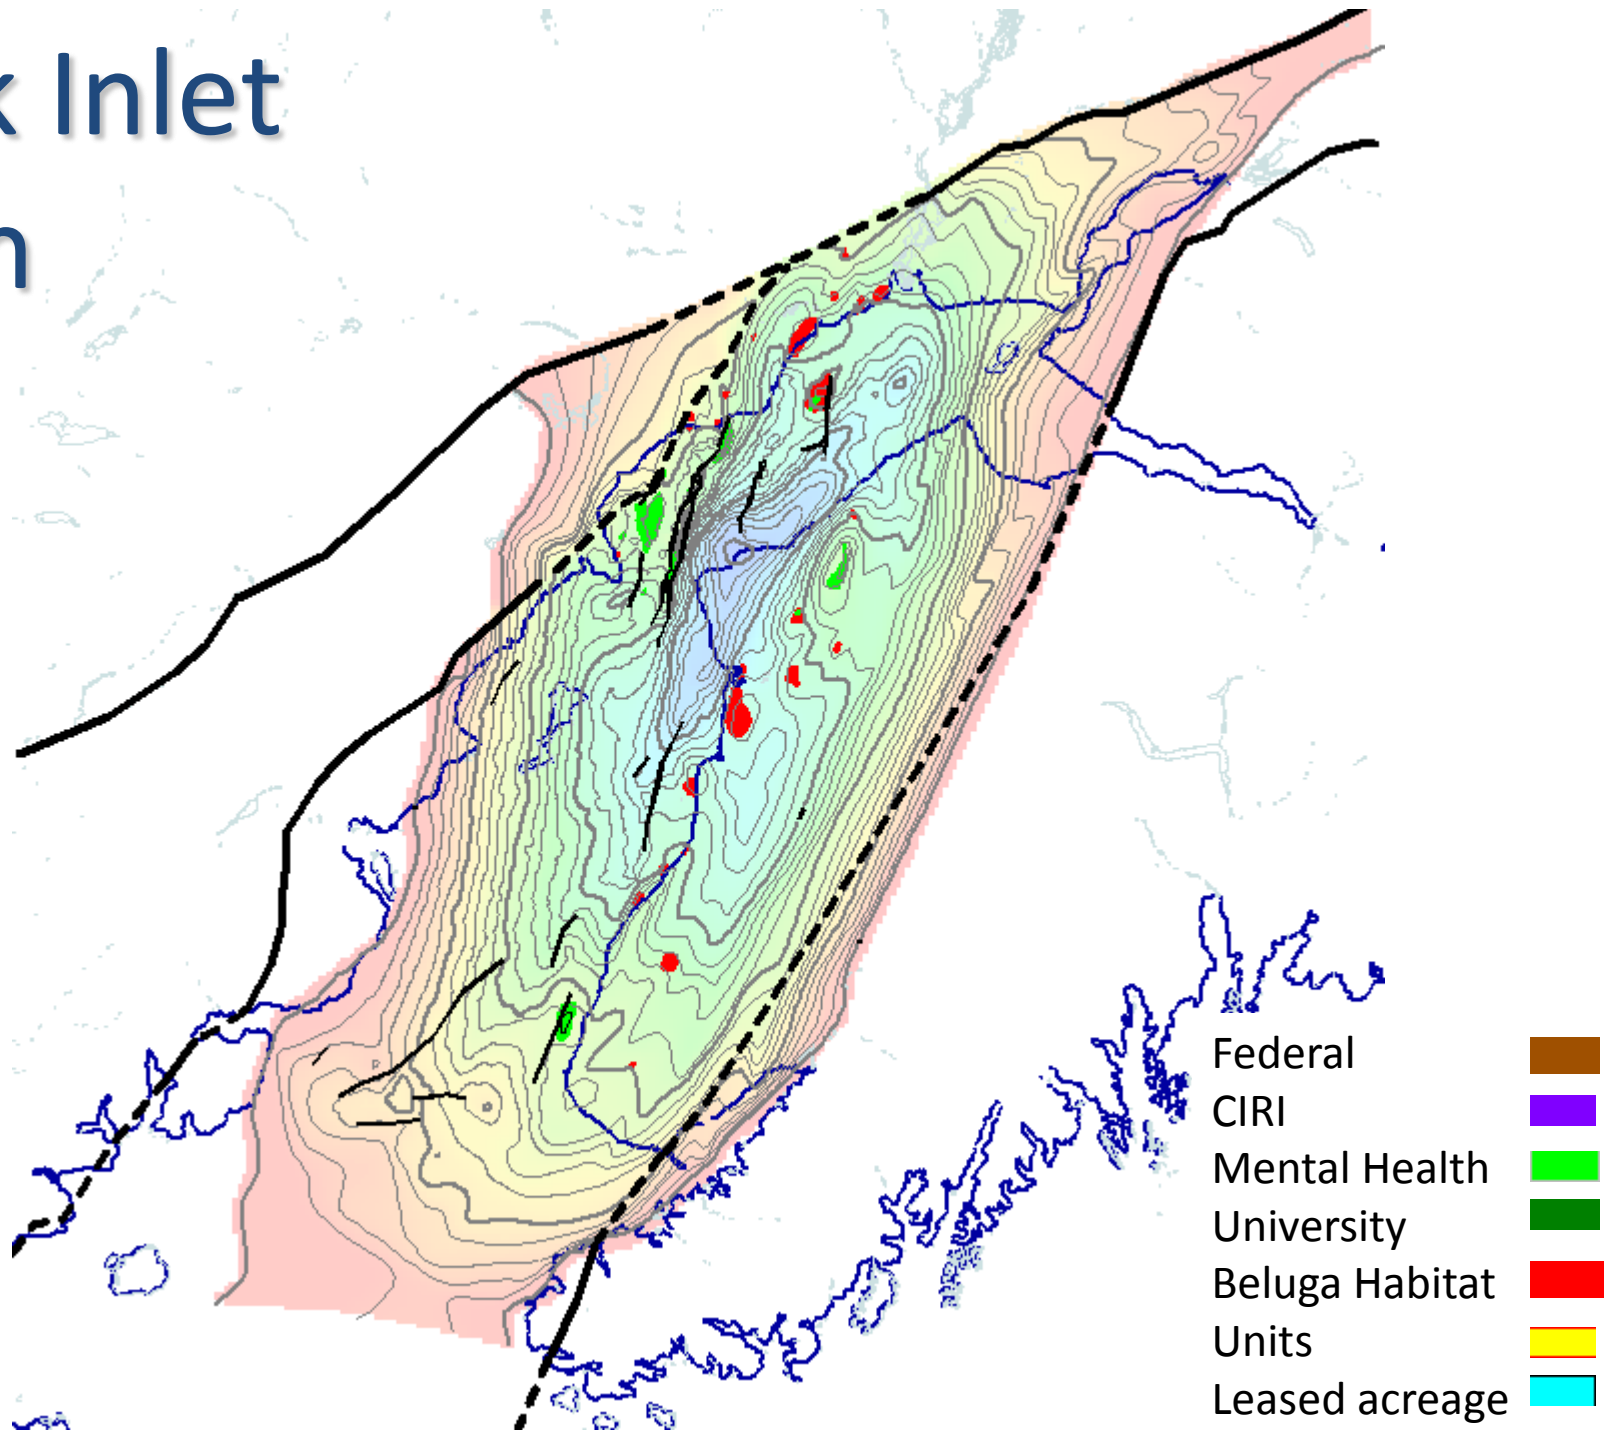 k Inlet
n
Federal
CIRI
Mental Health
University
Beluga Habitat
Units
Leased acreage